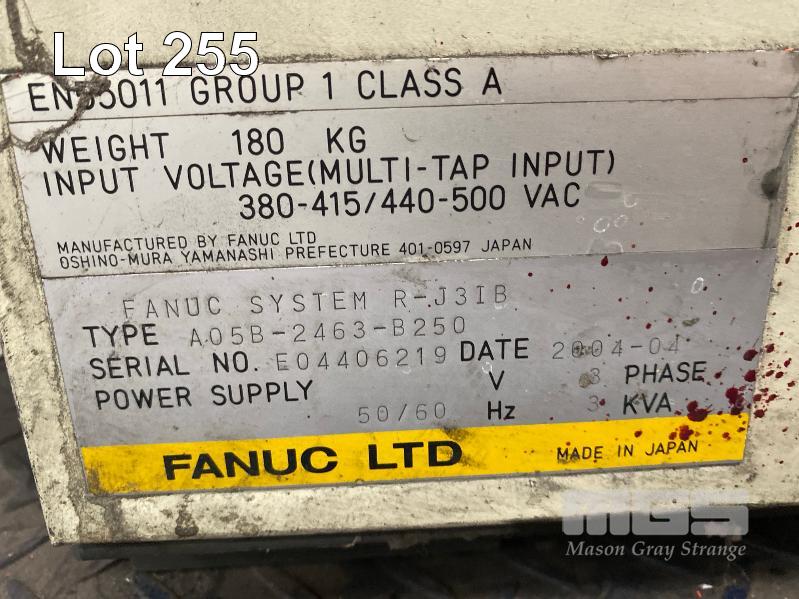 Lot 255
EN55011 GROUP 1 CLASS A
WEIGHT 180 KG
INPUT VOLTAGE(MULTI-TAP INPUT)
380-415/440-500 VAC
MANUFACTURED BY FANUC LTD
OSHINO-MURA YAMANASHI PREFECTURE 401-0597 JAPAN
FANUC SYSTEM R-J3IB
TYPE A05B-2463-B250
SERIAL NO. E04406219 DATE 2004-04
POWER SUPPLY V 3 PHASE
50/60 Hz 3 KVA
FANUC LTD MADE IN JAPAN
MGS
Mason Gray Strange